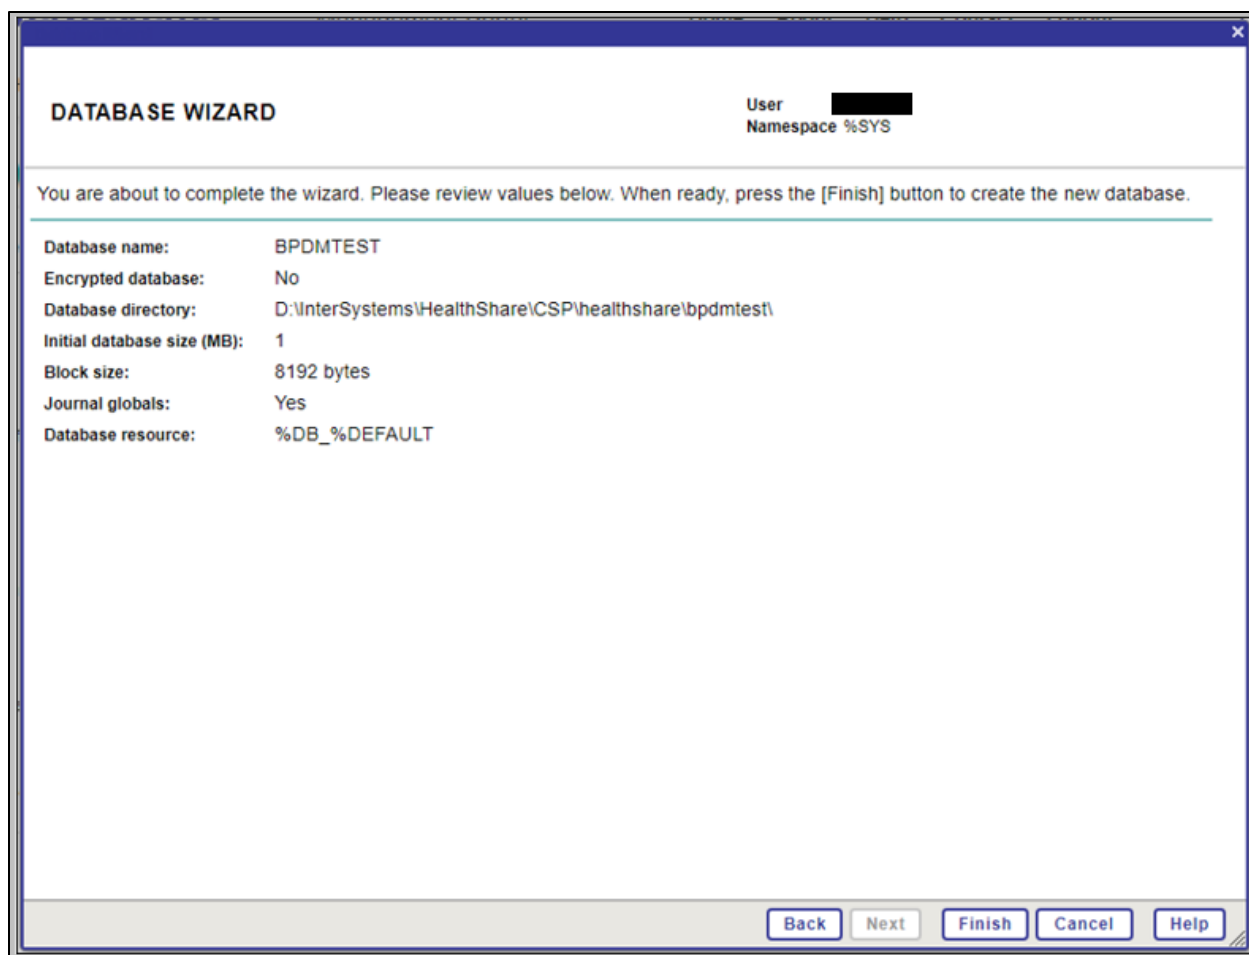 DATABASE WIZARD
User
Namespace %SYS
You are about to complete the wizard. Please review values below. When ready, press the [Finish] button to create the new database.
Database name: BPDMTEST
Encrypted database: No
Database directory: D:\InterSystems\HealthShare\CSP\healthshare\bpdmtest\
Initial database size (MB): 1
Block size: 8192 bytes
Journal globals: Yes
Database resource: %DB_%DEFAULT
Back Next Finish Cancel Help